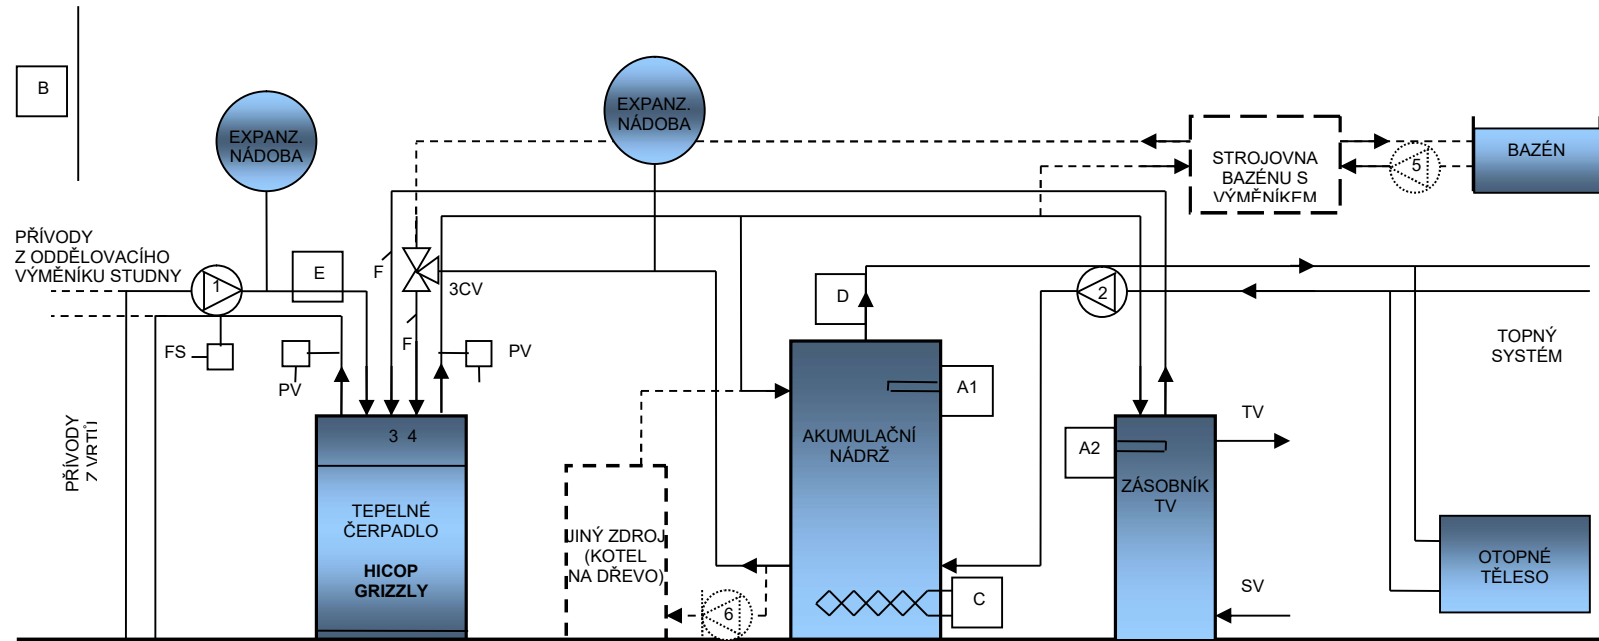 B
EXPANZ.
NÁDOBA
EXPANZ.
NÁDOBA
STROJOVNA
BAZÉNU S
VÝMĚNÍKEM
5
BAZÉN
PŘÍVODY
Z ODDĚLOVACÍHO
VÝMĚNÍKU STUDNY
1
E
F
3CV
D
2
FS
PV
F
PV
TOPNÝ
SYSTÉM
A1
TV
PŘÍVODY
Z VRTŮ
3 4
AKUMULAČNÍ
NÁDRŽ
A2
ZÁSOBNÍK
TV
TEPELNÉ
ČERPADLO
HICOP
GRIZZLY
JINÝ ZDROJ
(KOTEL
NA DŘEVO)
6
C
SV
OTOPNÉ
TĚLESO